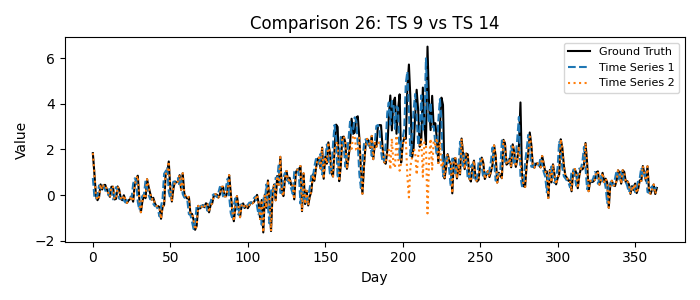 Comparison 26: TS 9 vs TS 14
Ground Truth
Time Series 1
Time Series 2
Value
6
4
2
0
−2
0
50
100
150
200
250
300
350
Day